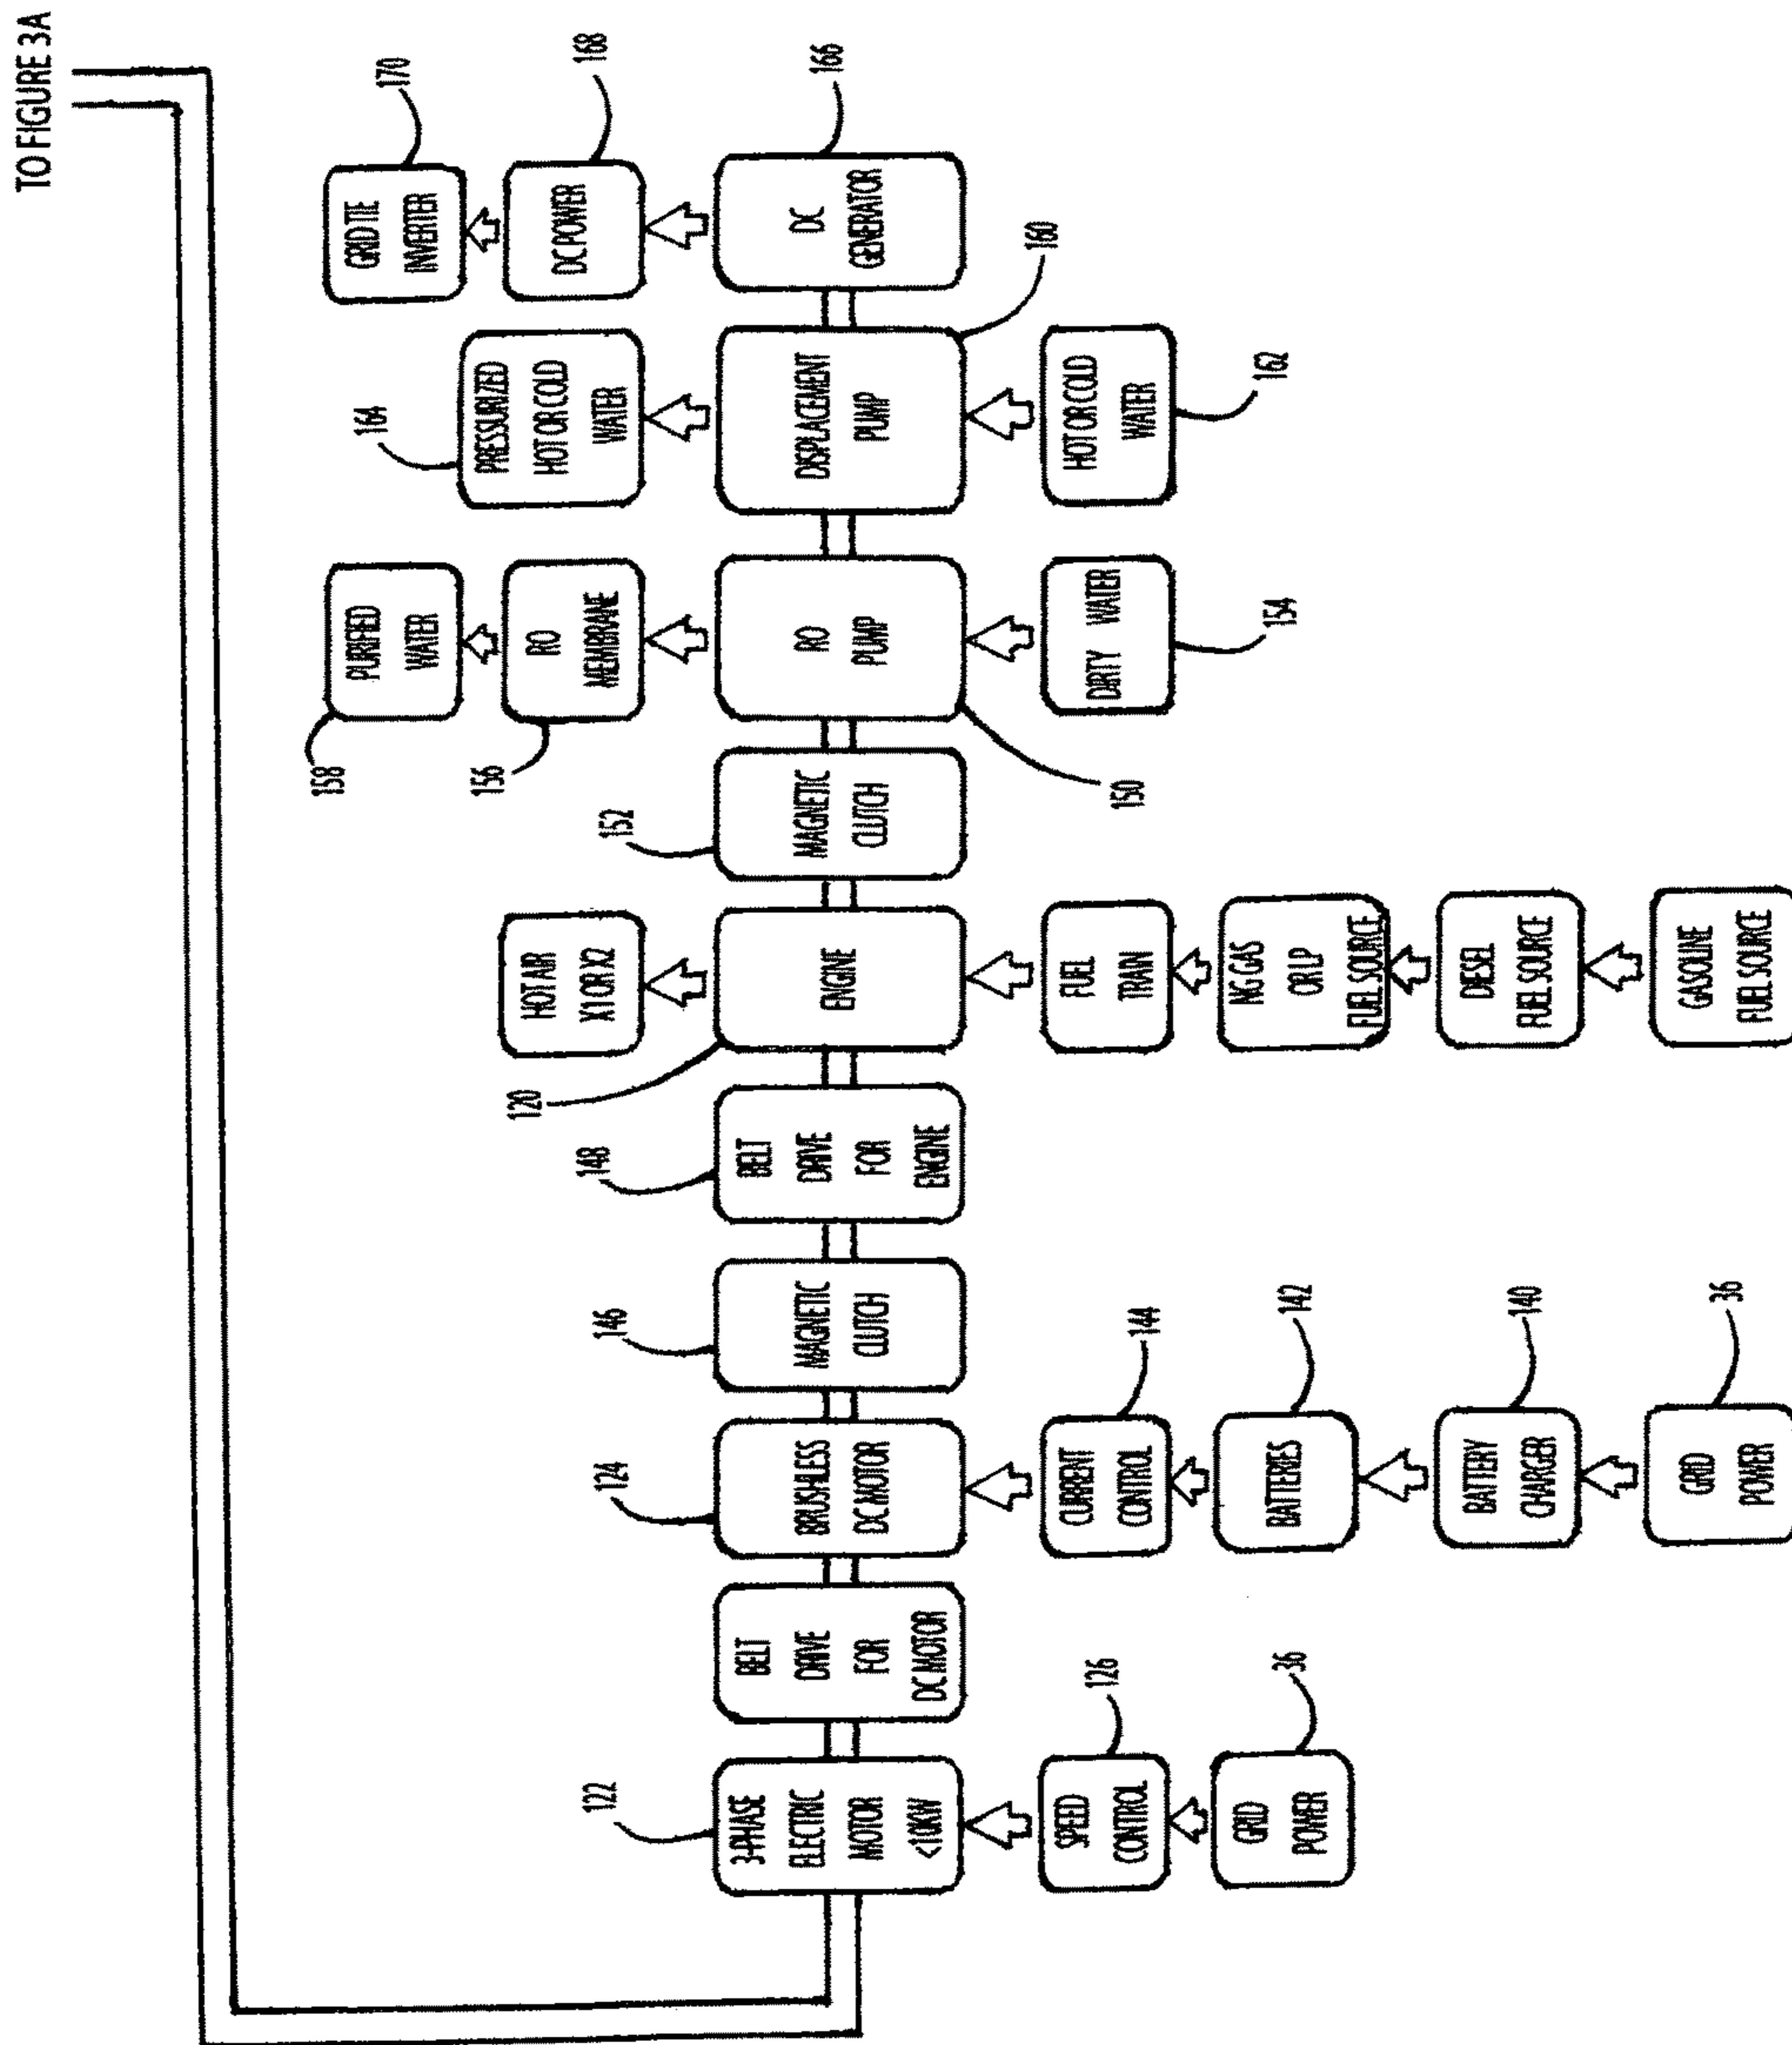 TO FIGURE 3A
158
PURIFIED
WATER
164
170
GRID TIE
INVERTER
PRESSURIZED
HOT OR COLD
WATER
HOT AIR
X1 OR X2
156
RO
MEMBRANE
168
DC POWER
122
124
146
148
120
152
166
3-PHASE
ELECTRIC
MOTOR
<10KW
BELT
DRIVE
FOR
DC MOTOR
BRUSHLESS
DC MOTOR
MAGNETIC
CLUTCH
BELT
DRIVE
FOR
ENGINE
ENGINE
MAGNETIC
CLUTCH
RO
PUMP
DISPLACEMENT
PUMP
DC
GENERATOR
150
160
126
SPEED
CONTROL
144
CURRENT
CONTROL
FUEL
TRAIN
DIRTY WATER
154
HOT OR COLD
WATER
162
36
GRID
POWER
142
BATTERIES
NG GAS
OR LP
FUEL SOURCE
140
BATTERY
CHARGER
DIESEL
FUEL SOURCE
36
GRID
POWER
GASOLINE
FUEL SOURCE